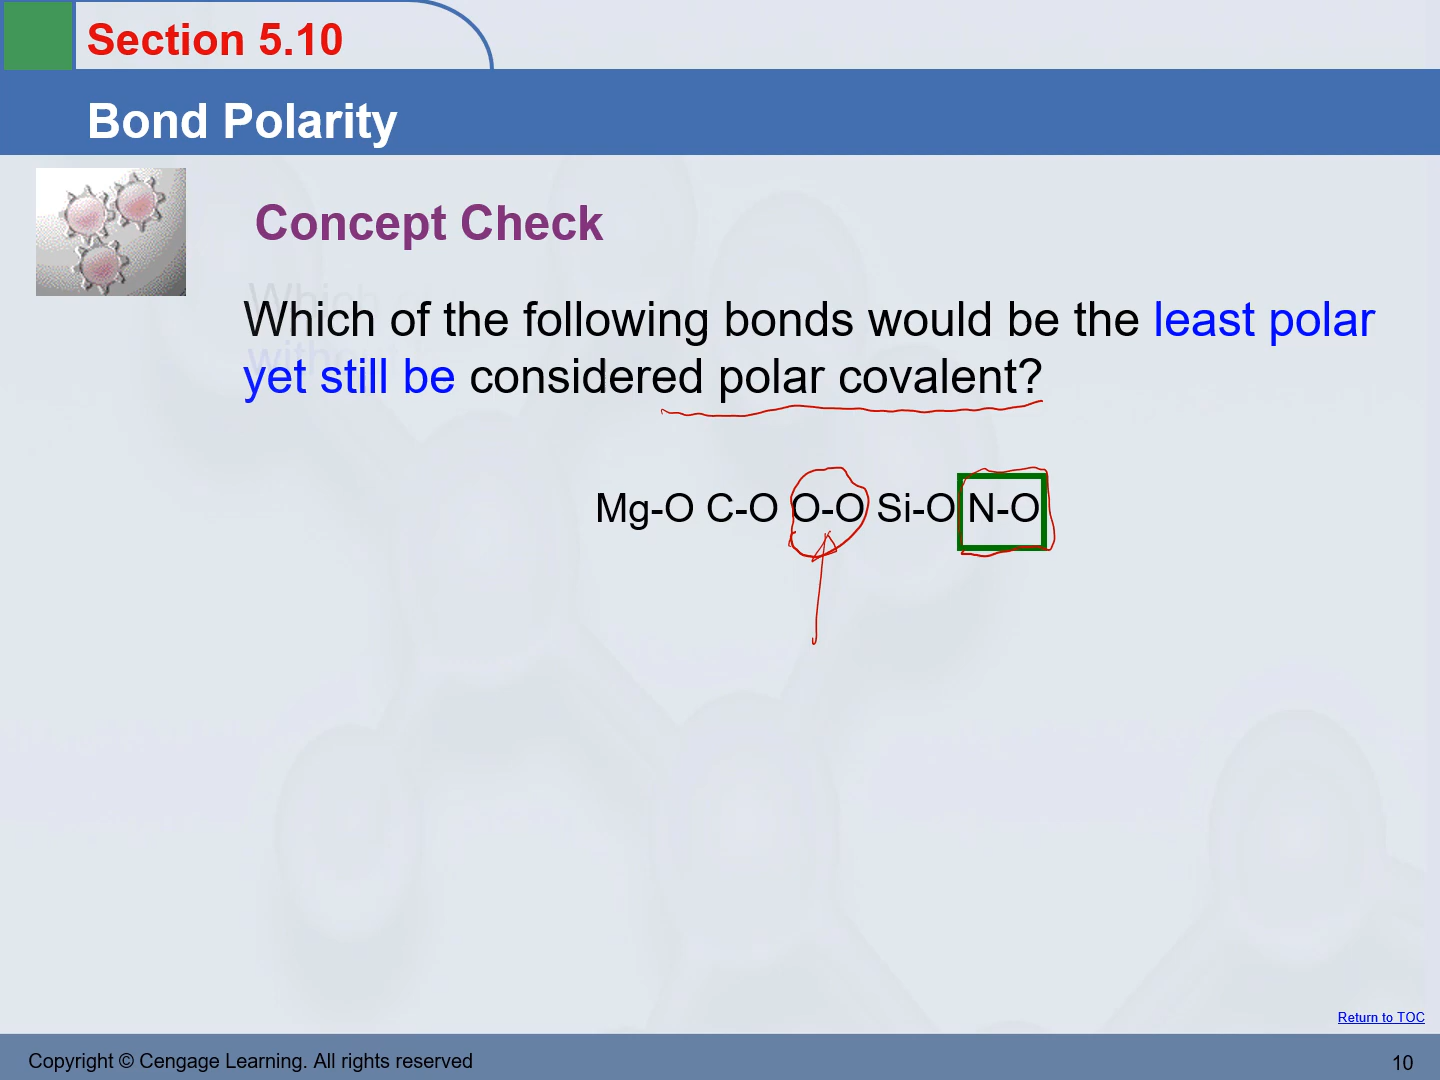 Section 5.10
Bond Polarity
Concept Check
Which of the following bonds would be the least polar
yet still be considered polar covalent?
Mg-O C-O O-O Si-O N-O
Return to TOC
Copyright © Cengage Learning. All rights reserved
10